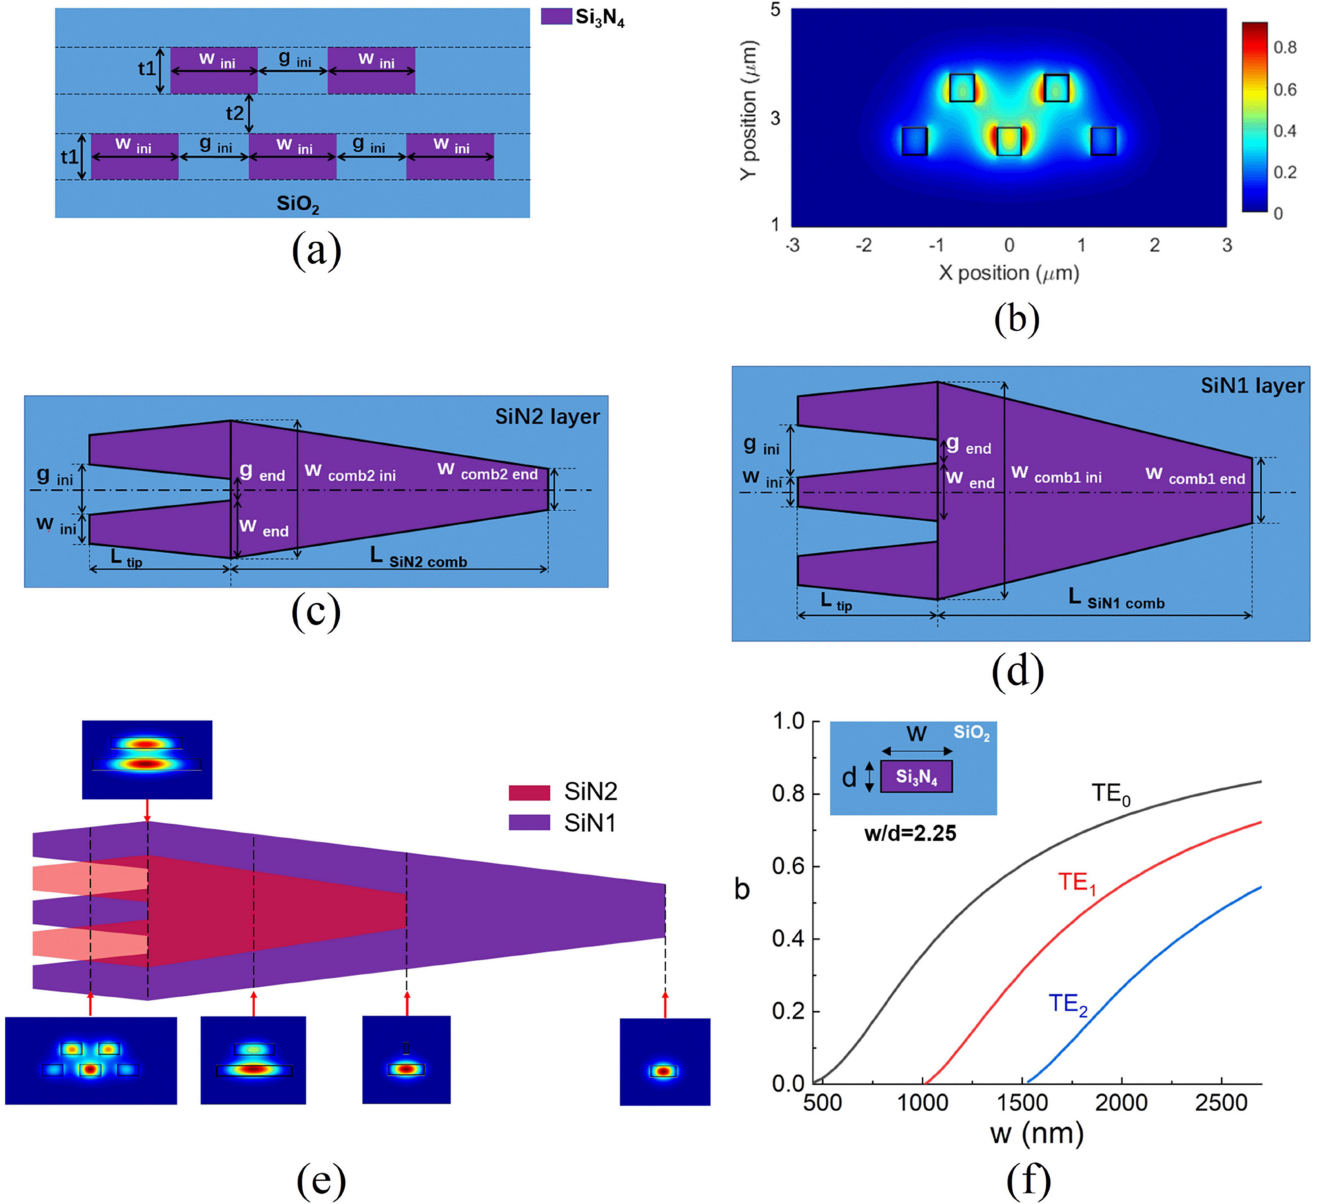 Si₃N₄
w ini
g ini
w ini
t1
t2
t1
w ini
g ini
w ini
g ini
w ini
SiO₂
(a)
5
3
1
Y position (μm)
-3
-2
-1
0
1
2
3
X position (μm)
0.8
0.6
0.4
0.2
0
(b)
SiN2 layer
g ini
w ini
g end
w end
w comb2 ini
w comb2 end
L tip
L SiN2 comb
(c)
SiN1 layer
g ini
w ini
g end
w end
w comb1 ini
w comb1 end
L tip
L SiN1 comb
(d)
SiN2
SiN1
(e)
1.0
0.8
0.6
0.4
0.2
0.0
b
W
SiO₂
d
Si₃N₄
w/d=2.25
TE₀
TE₁
TE₂
500
1000
1500
2000
2500
w (nm)
(f)